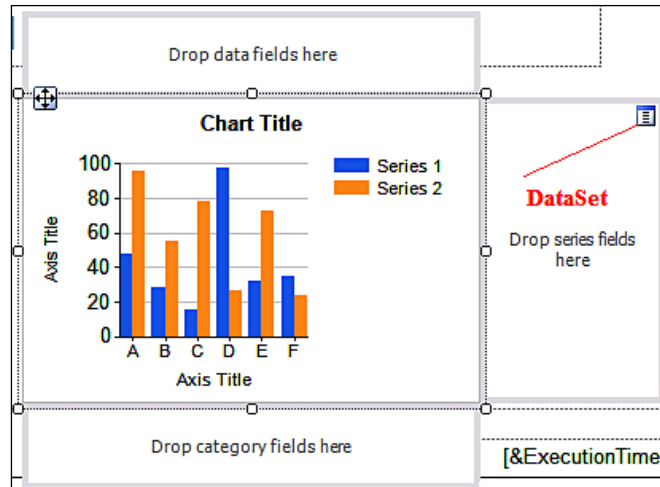 Drop data fields here
Chart Title
100
80
60
40
20
0
Axis Title
A B C D E F
Axis Title
Series 1
Series 2
DataSet
Drop series fields
here
Drop category fields here
[&ExecutionTime